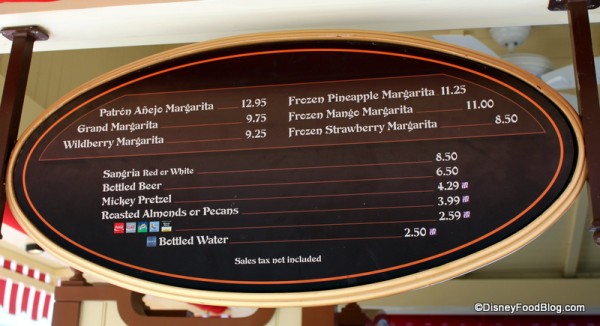 Patrón Añejo Margarita 12.95
Grand Margarita 9.75
Wildberry Margarita 9.25
Frozen Pineapple Margarita 11.25
Frozen Mango Margarita 11.00
Frozen Strawberry Margarita 8.50
Sangria Red or White 8.50
Bottled Beer 6.50
Mickey Pretzel 4.29
Roasted Almonds or Pecans 3.99
2.59
Bottled Water 2.50
Sales tax not included
©DisneyFoodBlog.com
©DisneyFoodBlog.com